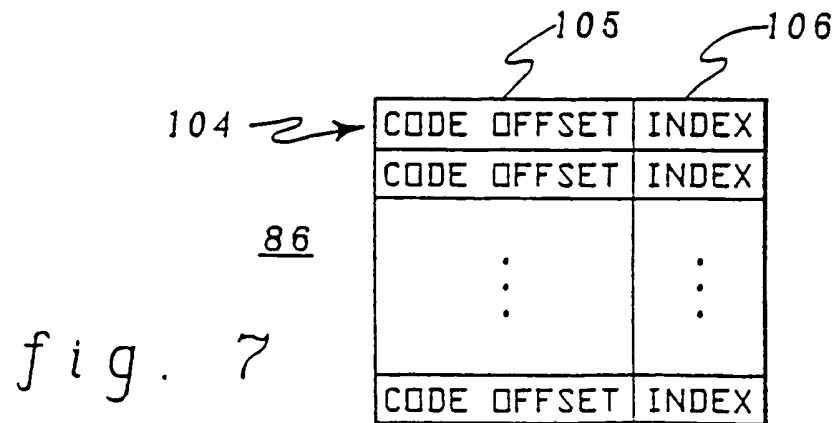 105 106
104 CODE OFFSET INDEX
CODE OFFSET INDEX
86
fig. 7
CODE OFFSET INDEX